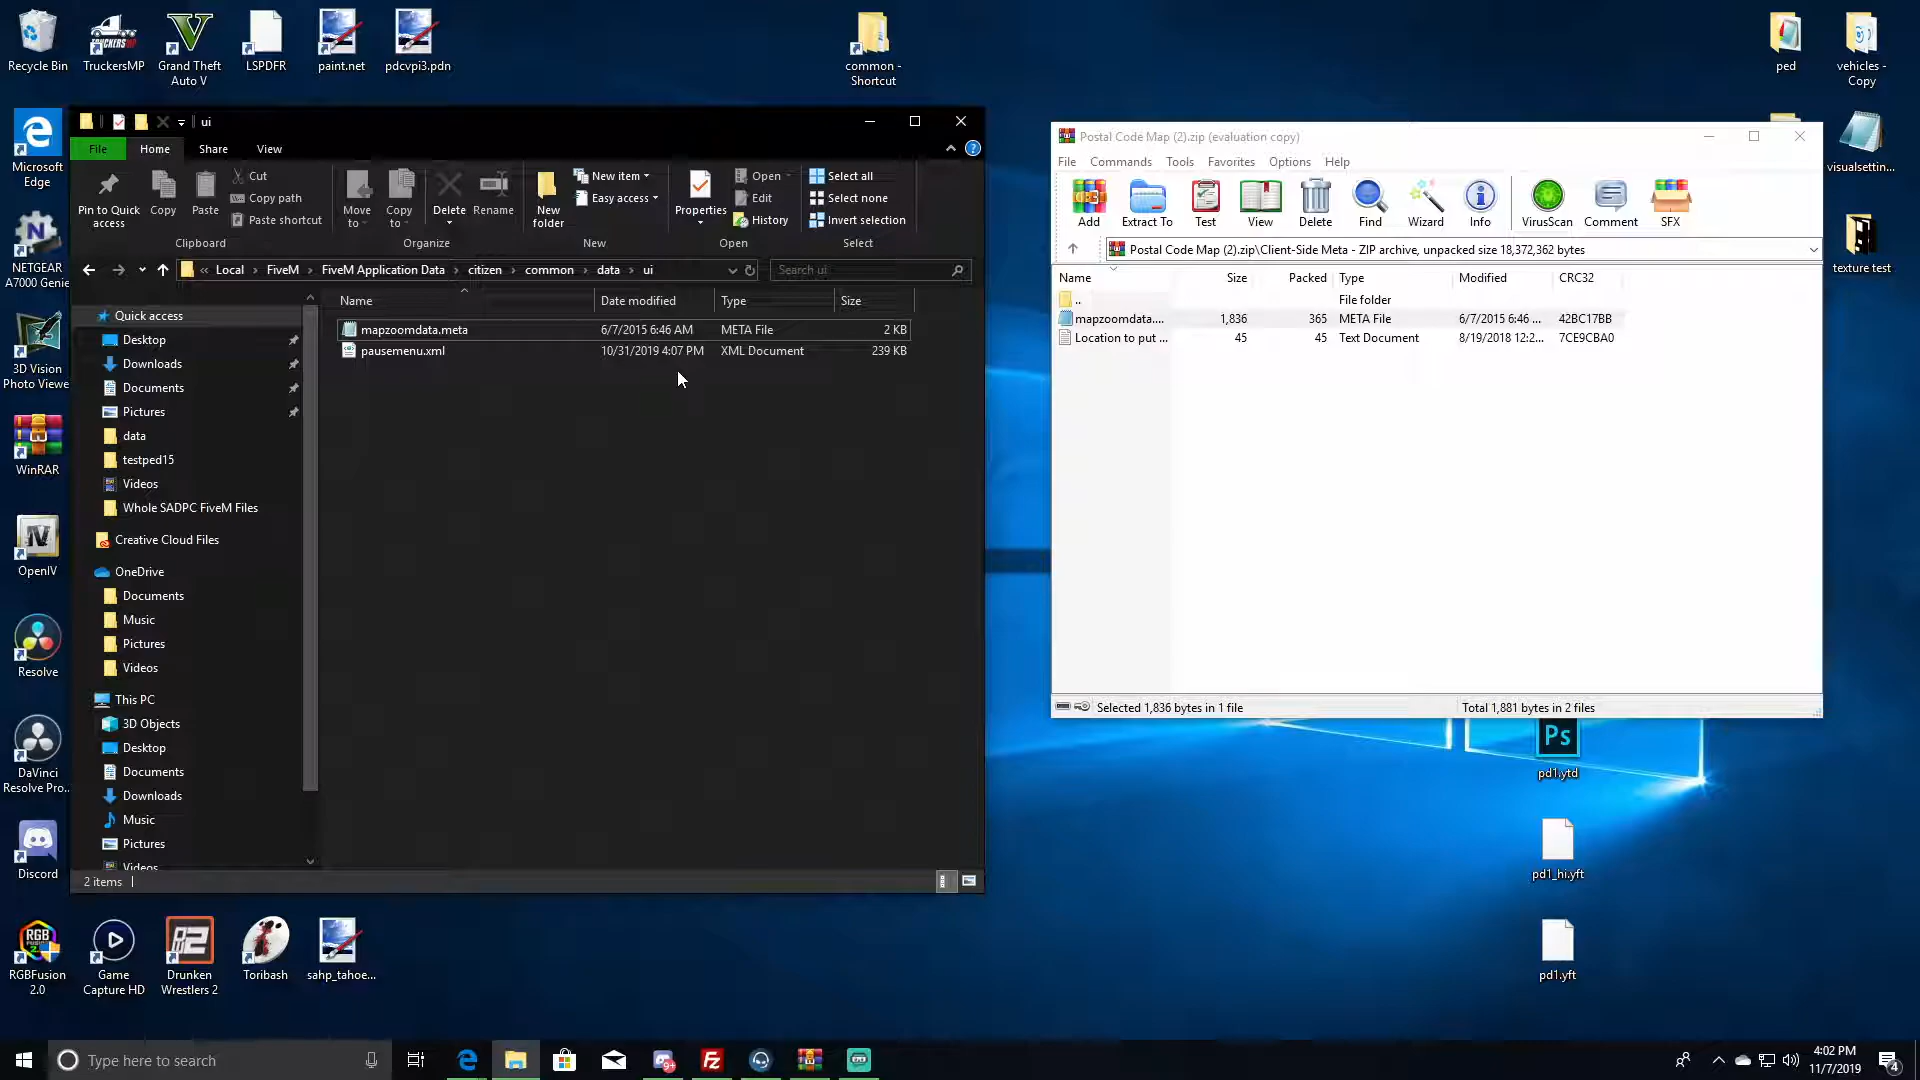 Recycle Bin
TruckersMP
Grand Theft
Auto V
LSPDFR
paint.net
pdcvpi3.pdn
common -
Shortcut
ped
vehicles -
Copy
Microsoft
Edge
NETGEAR
A7000 Genie
3D Vision
Photo Viewe
WinRAR
OpenIV
Resolve
DaVinci
Resolve Pro...
Discord
RGBFusion
2.0
Game
Capture HD
Drunken
Wrestlers 2
Toribash
sahp_tahoe...
visualsettin...
texture test
pd1.ytd
pd1_hi.yft
pd1.yft
ui
File
Home
Share
View
Pin to Quick
access
Copy
Paste
Cut
Copy path
Paste shortcut
Clipboard
Move
to
Copy
to
Delete
Rename
Organize
New
folder
New item
Easy access
New
Properties
Open
Edit
History
Open
Select all
Select none
Invert selection
Select
« Local > FiveM > FiveM Application Data > citizen > common > data > ui
Search ui
Name
Date modified
Type
Size
mapzoomdata.meta 6/7/2015 6:46 AM META File 2 KB
pausemenu.xml 10/31/2019 4:07 PM XML Document 239 KB
Quick access
Desktop
Downloads
Documents
Pictures
data
testped15
Videos
Whole SADPC FiveM Files
Creative Cloud Files
OneDrive
Documents
Music
Pictures
Videos
This PC
3D Objects
Desktop
Documents
Downloads
Music
Pictures
Videos
2 items
Postal Code Map (2).zip (evaluation copy)
File Commands Tools Favorites Options Help
Add
Extract To
Test
View
Delete
Find
Wizard
Info
VirusScan
Comment
SFX
Postal Code Map (2).zip\Client-Side Meta - ZIP archive, unpacked size 18,372,362 bytes
Name Size Packed Type Modified CRC32
.. File folder
mapzoomdata.... 1,836 365 META File 6/7/2015 6:46 ... 42BC17BB
Location to put ... 45 45 Text Document 8/19/2018 12:2... 7CE9CBA0
Selected 1,836 bytes in 1 file
Total 1,881 bytes in 2 files
Ps
Type here to search
9+
4:02 PM
11/7/2019
4